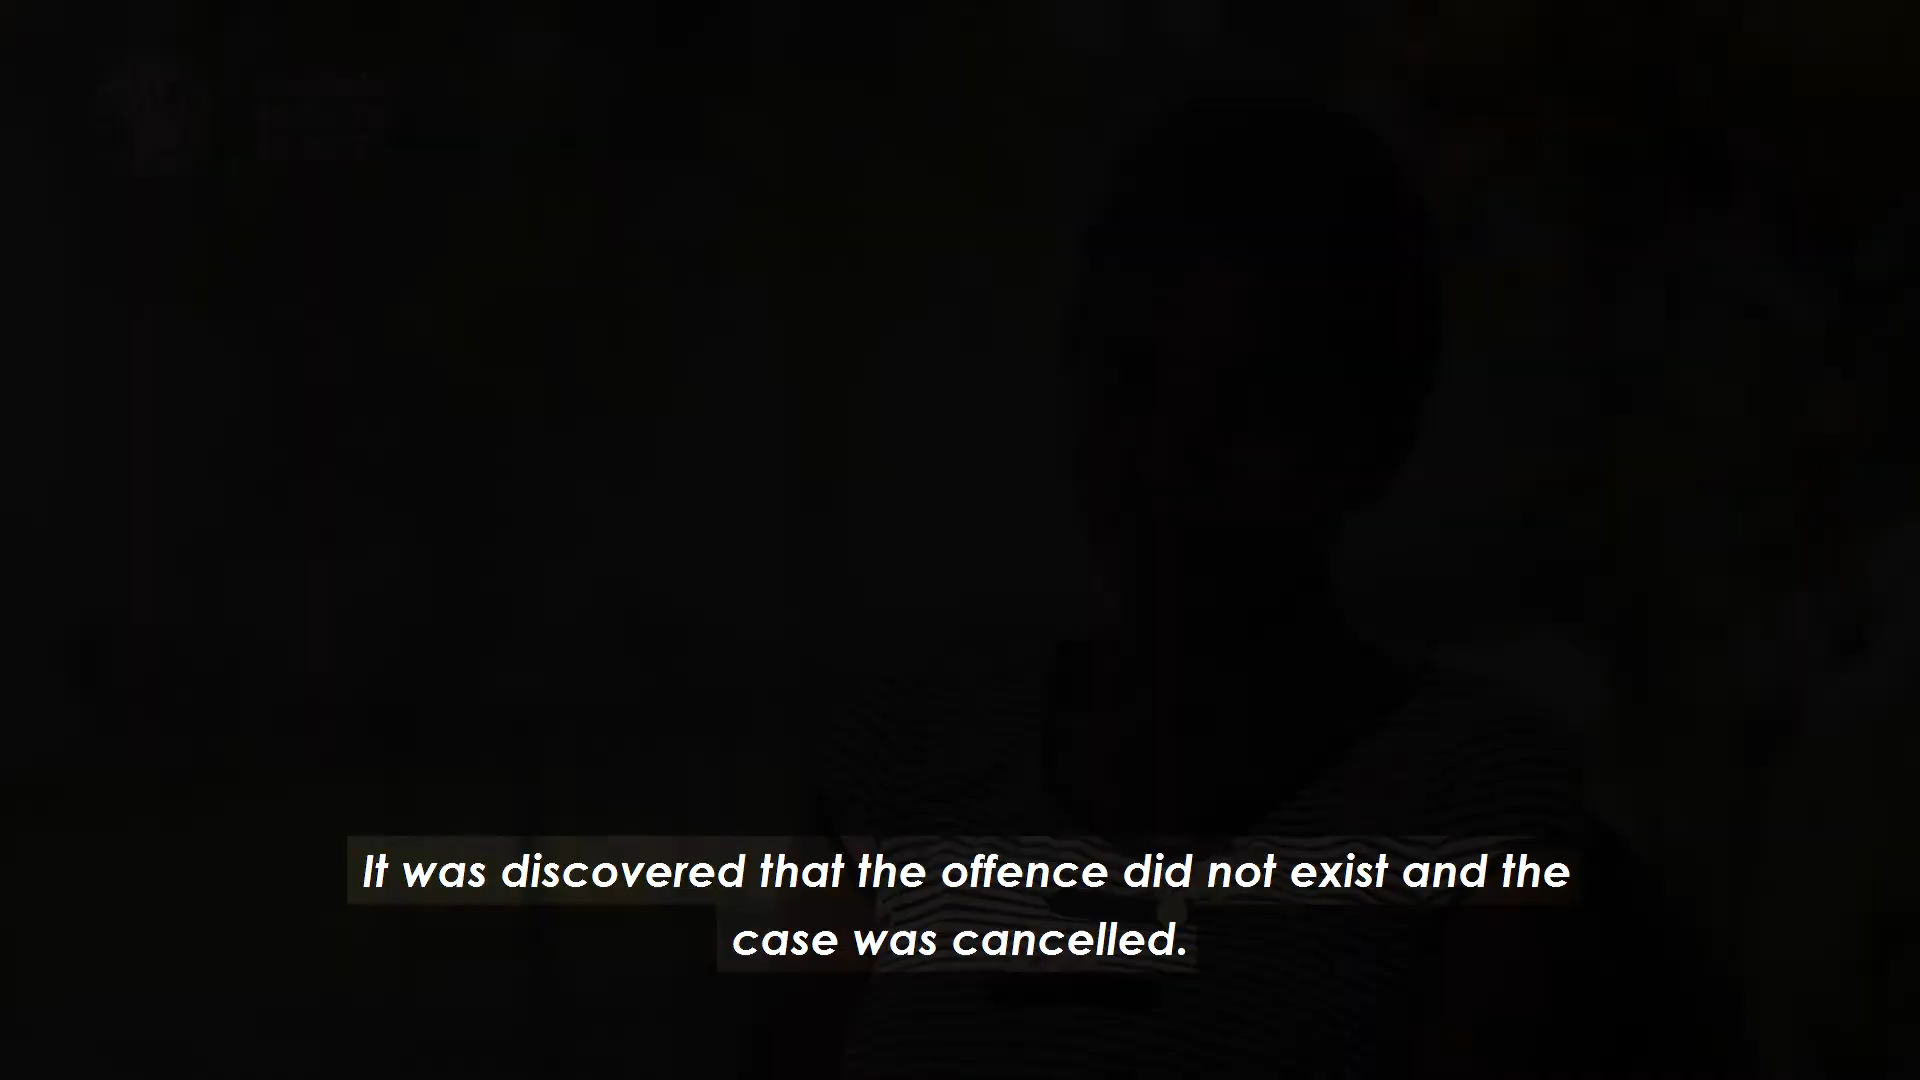 It was discovered that the offence did not exist and the
case was cancelled.